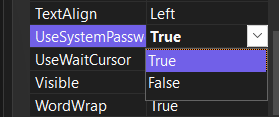 TextAlign Left
UseSystemPassw True
UseWaitCursor True
Visible False
WordWrap True